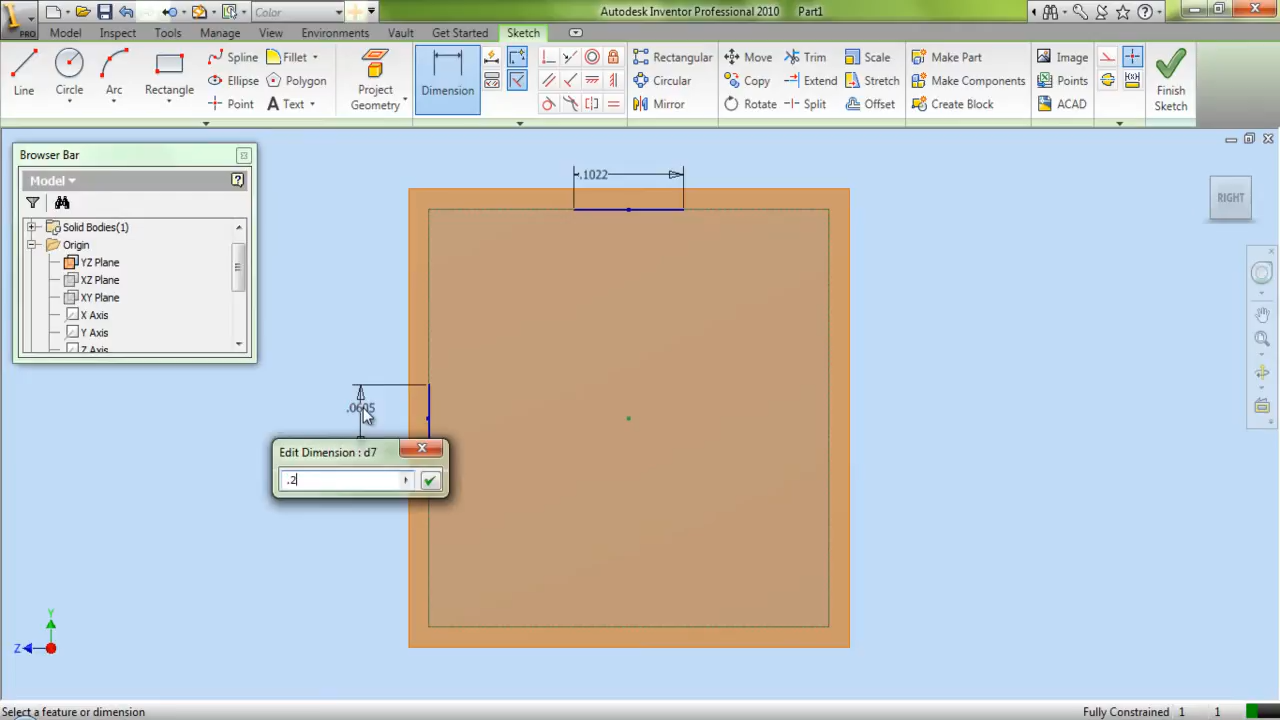 PRO
Color
Autodesk Inventor Professional 2010 Part1
Model Inspect Tools Manage View Environments Vault Get Started Sketch
Line
Circle
Arc
Rectangle
Spline
Ellipse
Point
Fillet
Polygon
Text
Project
Geometry
Dimension
Rectangular
Circular
Mirror
Move
Copy
Rotate
Trim
Extend
Split
Scale
Stretch
Offset
Make Part
Make Components
Create Block
Image
Points
ACAD
Finish
Sketch
Browser Bar
Model
Solid Bodies(1)
Origin
YZ Plane
XZ Plane
XY Plane
X Axis
Y Axis
Z Axis
.1022
RIGHT
.0605
Edit Dimension : d7
.2
Y
Z
Select a feature or dimension
Fully Constrained 1 1